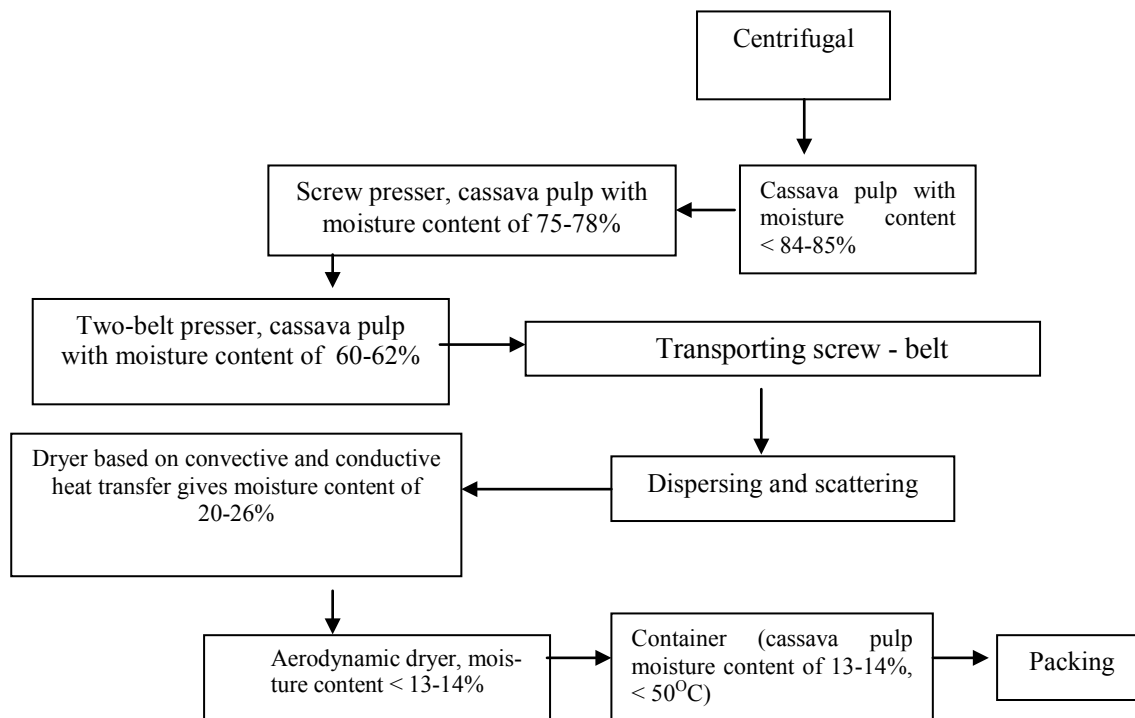 Centrifugal
Cassava pulp with
moisture content
< 84-85%
Screw presser, cassava pulp with
moisture content of 75-78%
Two-belt presser, cassava pulp
with moisture content of 60-62%
Transporting screw - belt
Dispersing and scattering
Dryer based on convective and conductive
heat transfer gives moisture content of
20-26%
Aerodynamic dryer, mois-
ture content < 13-14%
Container (cassava pulp
moisture content of 13-14%,
< 50ᴼC)
Packing